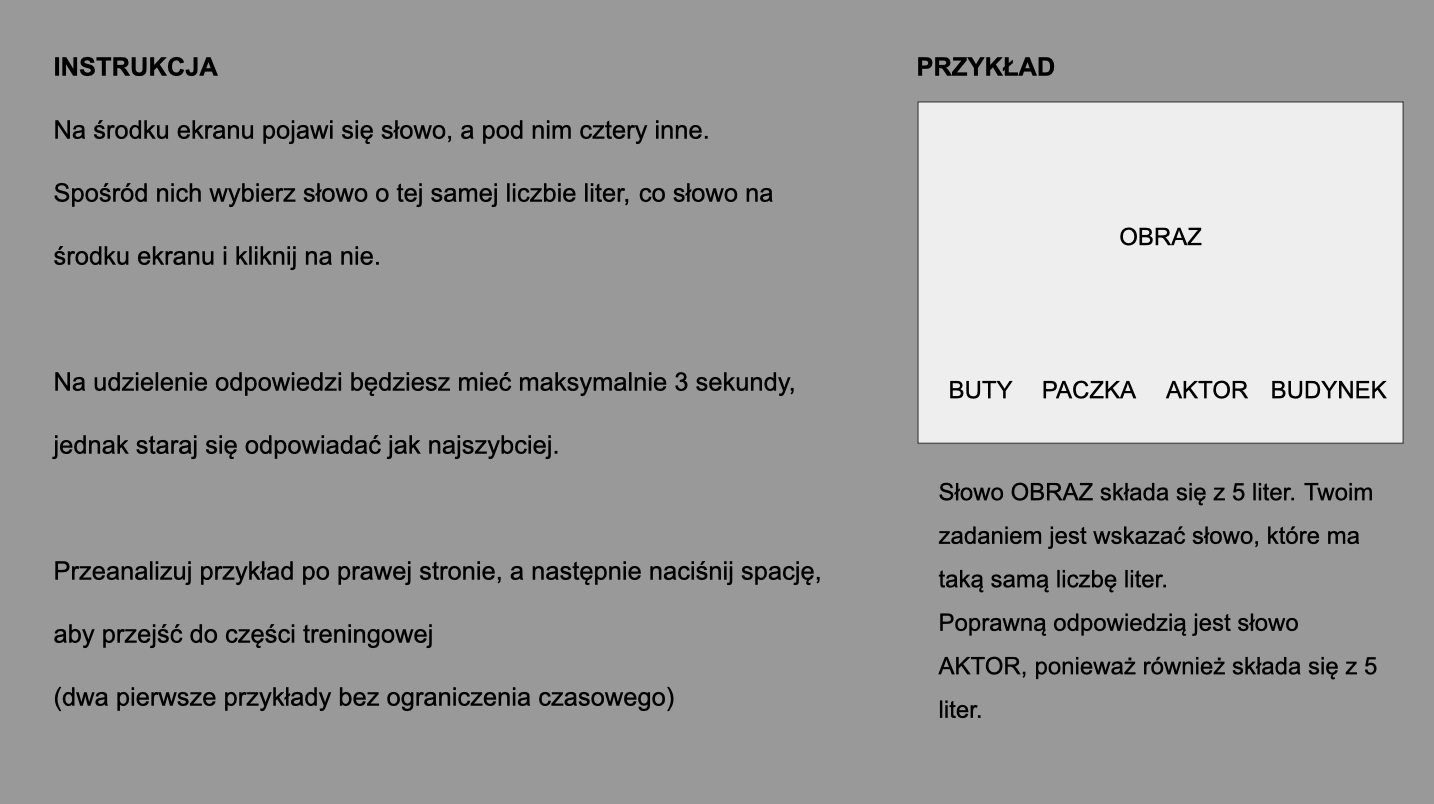 INSTRUKCJA
Na środku ekranu pojawi się słowo, a pod nim cztery inne.
Spośród nich wybierz słowo o tej samej liczbie liter, co słowo na
środku ekranu i kliknij na nie.
Na udzielenie odpowiedzi będziesz mieć maksymalnie 3 sekundy,
jednak staraj się odpowiadać jak najszybciej.
Przeanalizuj przykład po prawej stronie, a następnie naciśnij spację,
aby przejść do części treningowej
(dwa pierwsze przykłady bez ograniczenia czasowego)
PRZYKŁAD
OBRAZ
BUTY PACZKA AKTOR BUDYNEK
Słowo OBRAZ składa się z 5 liter. Twoim
zadaniem jest wskazać słowo, które ma
taką samą liczbę liter.
Poprawną odpowiedzią jest słowo
AKTOR, ponieważ również składa się z 5
liter.